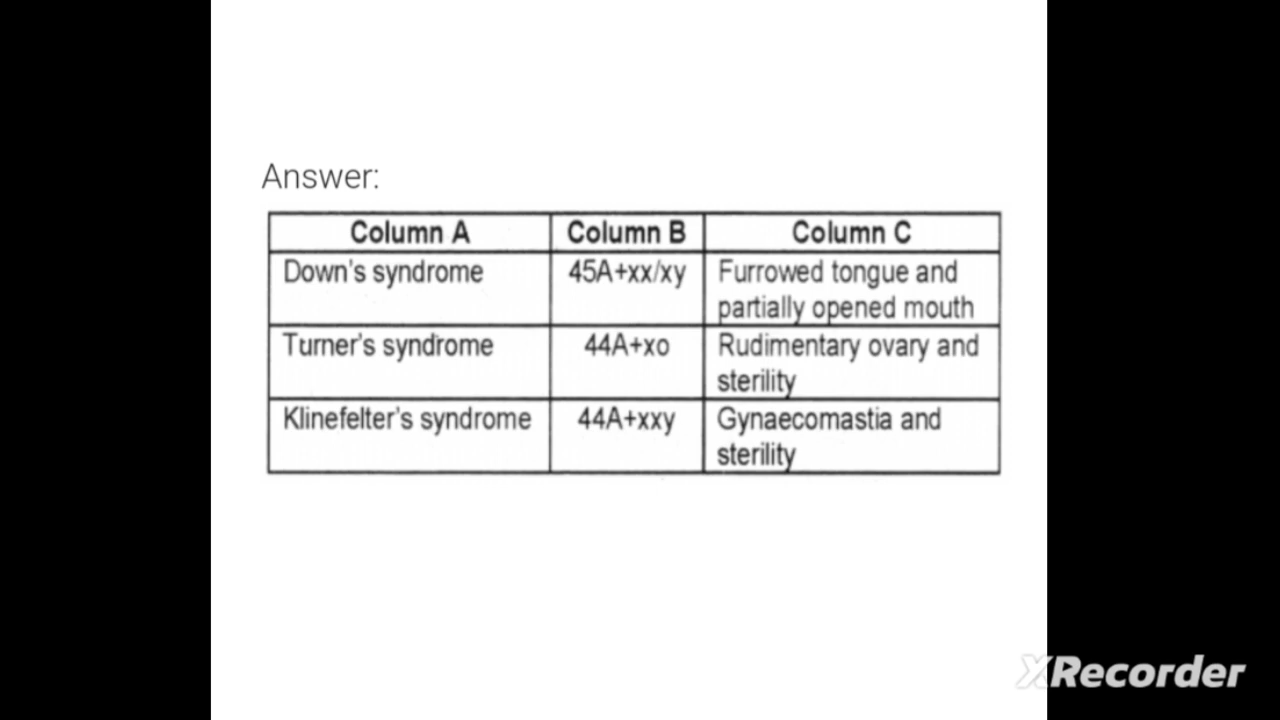 Answer:
Column A Column B Column C
Down's syndrome 45A+xx/xy Furrowed tongue and
partially opened mouth
Turner's syndrome 44A+xo Rudimentary ovary and
sterility
Klinefelter's syndrome 44A+xxy Gynaecomastia and
sterility
XRecorder